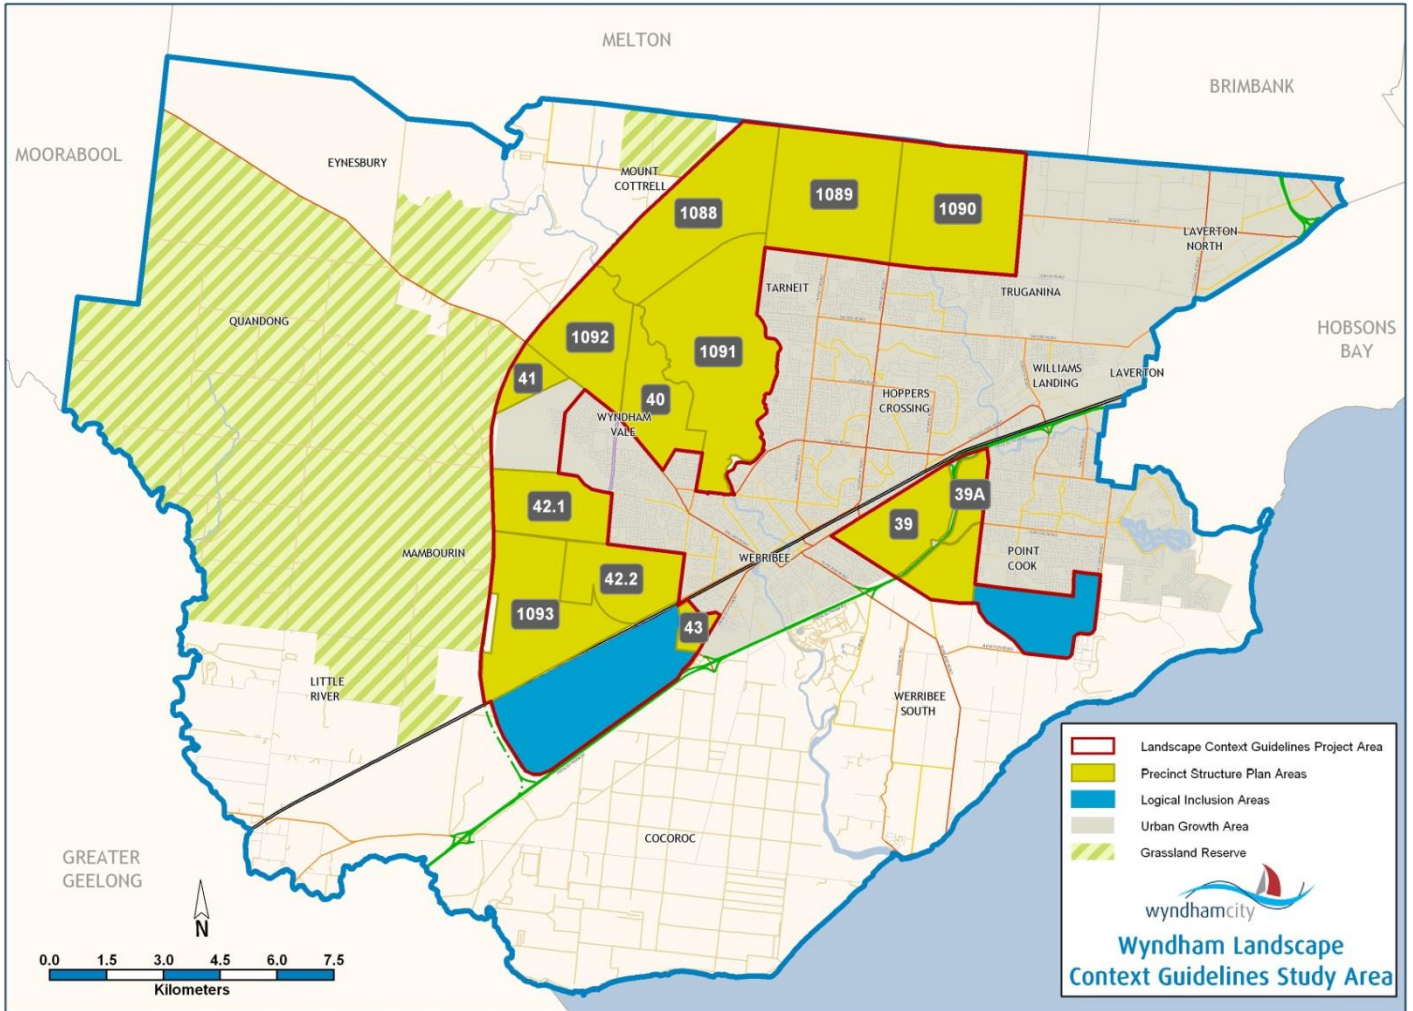 MELTON
BRIMBANK
MOORABOOL
EYNESBURY
MOUNT
COTTRELL
1088
1089
1090
LAVERTON
NORTH
TARNEIT
TRUGANINA
QUANDONG
HOBSONS
BAY
1092
1091
41
40
WILLIAMS
LANDING
LAVERTON
HOPPERS
CROSSING
WYNDHAM
VALE
39A
42.1
39
MAMBOURIN
WERRIBEE
POINT
COOK
42.2
1093
43
LITTLE
RIVER
WERRIBEE
SOUTH
COCOROC
GREATER
GEELONG
N
0.0 1.5 3.0 4.5 6.0 7.5
Kilometers
Landscape Context Guidelines Project Area
Precinct Structure Plan Areas
Logical Inclusion Areas
Urban Growth Area
Grassland Reserve
wyndhamcity
Wyndham Landscape
Context Guidelines Study Area